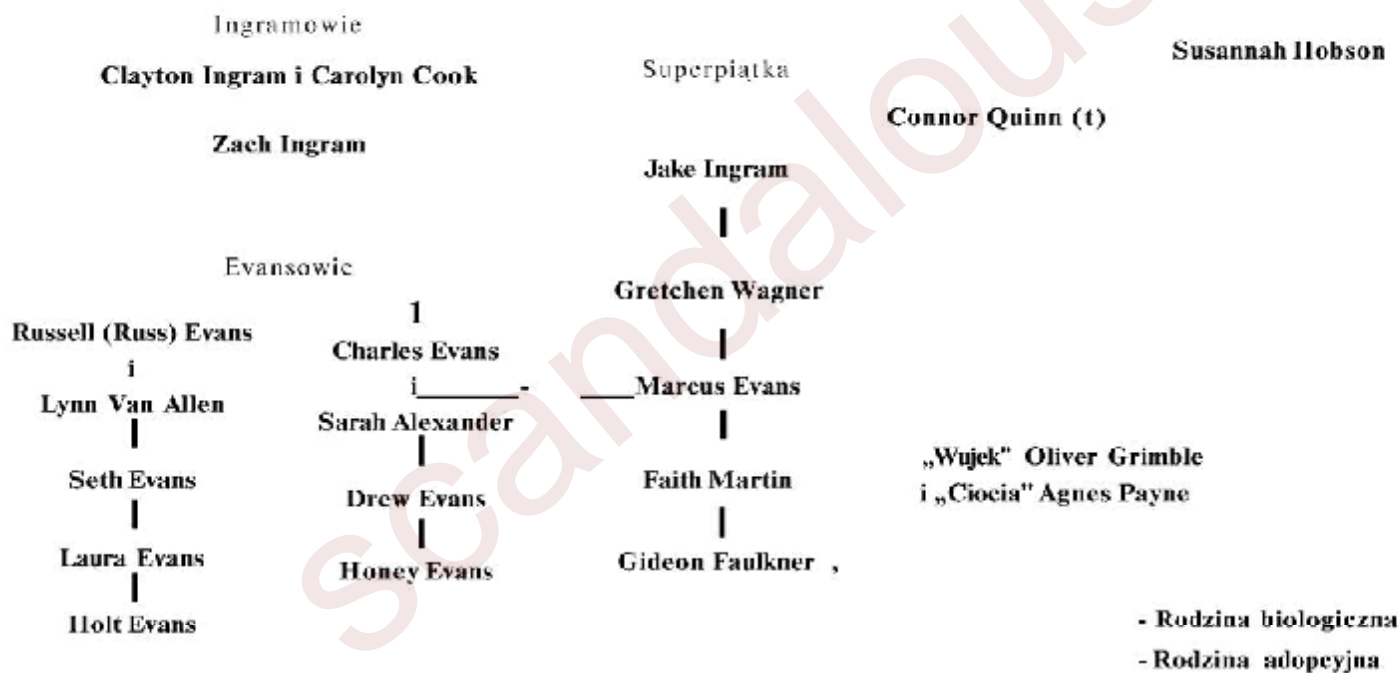 Ingramowie
Clayton Ingram i Carolyn Cook
Zach Ingram
Superpiątka
Susannah Hobson
Connor Quinn (t)
Jake Ingram
Gretchen Wagner
Marcus Evans
Faith Martin
Gideon Faulkner ,
Evansowie
Russell (Russ) Evans
i
Lynn Van Allen
Seth Evans
Laura Evans
Holt Evans
1
Charles Evans
i
Sarah Alexander
Drew Evans
Honey Evans
„Wujek" Oliver Grimble
i „Ciocia" Agnes Payne
- Rodzina biologiczna
- Rodzina adopcyjna
scandalous